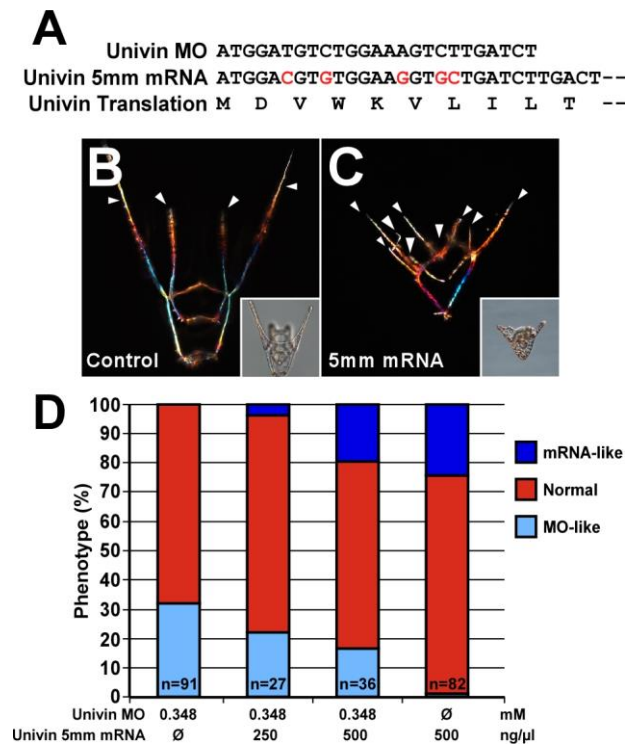 A
Univin MO ATGGATGTCTGGAAAGTCTTGATCT
Univin 5mm mRNA ATGGACGTGTGGAAGGTGCTGATCTTGACT--
Univin Translation M D V W K V L I L T --
B
Control
C
5mm mRNA
D
Phenotype (%)
100
90
80
70
60
50
40
30
20
10
0
n=91 n=27 n=36 n=82
mRNA-like
Normal
MO-like
Univin MO 0.348 0.348 0.348 Ø mM
Univin 5mm mRNA Ø 250 500 500 ng/µl